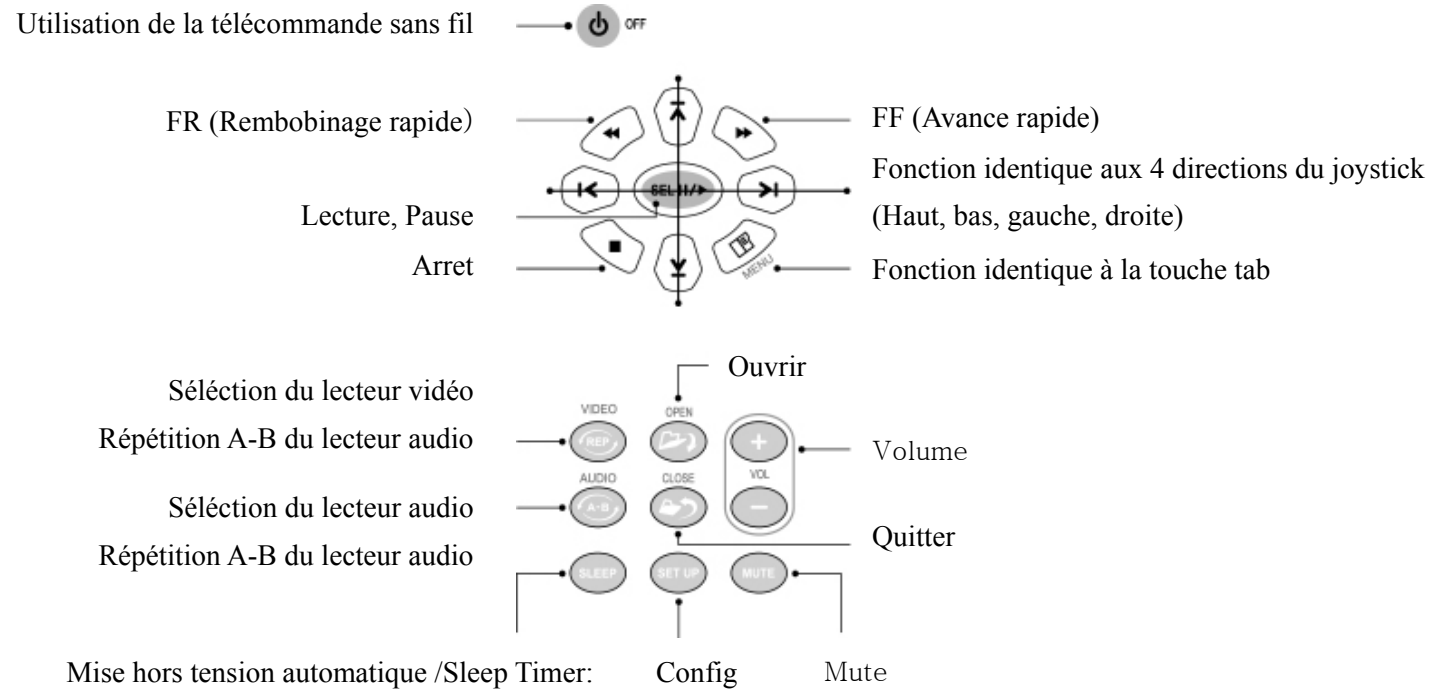 Utilisation de la télécommande sans fil
OFF
FR (Rembobinage rapide)
FF (Avance rapide)
Fonction identique aux 4 directions du joystick
(Haut, bas, gauche, droite)
SEL II/▶
Lecture, Pause
Arret
MENU
Fonction identique à la touche tab
Ouvrir
Séléction du lecteur vidéo
VIDEO
OPEN
Répétition A-B du lecteur audio
REP
+
Volume
AUDIO
CLOSE
VOL
Séléction du lecteur audio
A-B
−
Quitter
Répétition A-B du lecteur audio
SLEEP
SET UP
MUTE
Mise hors tension automatique /Sleep Timer:
Config
Mute